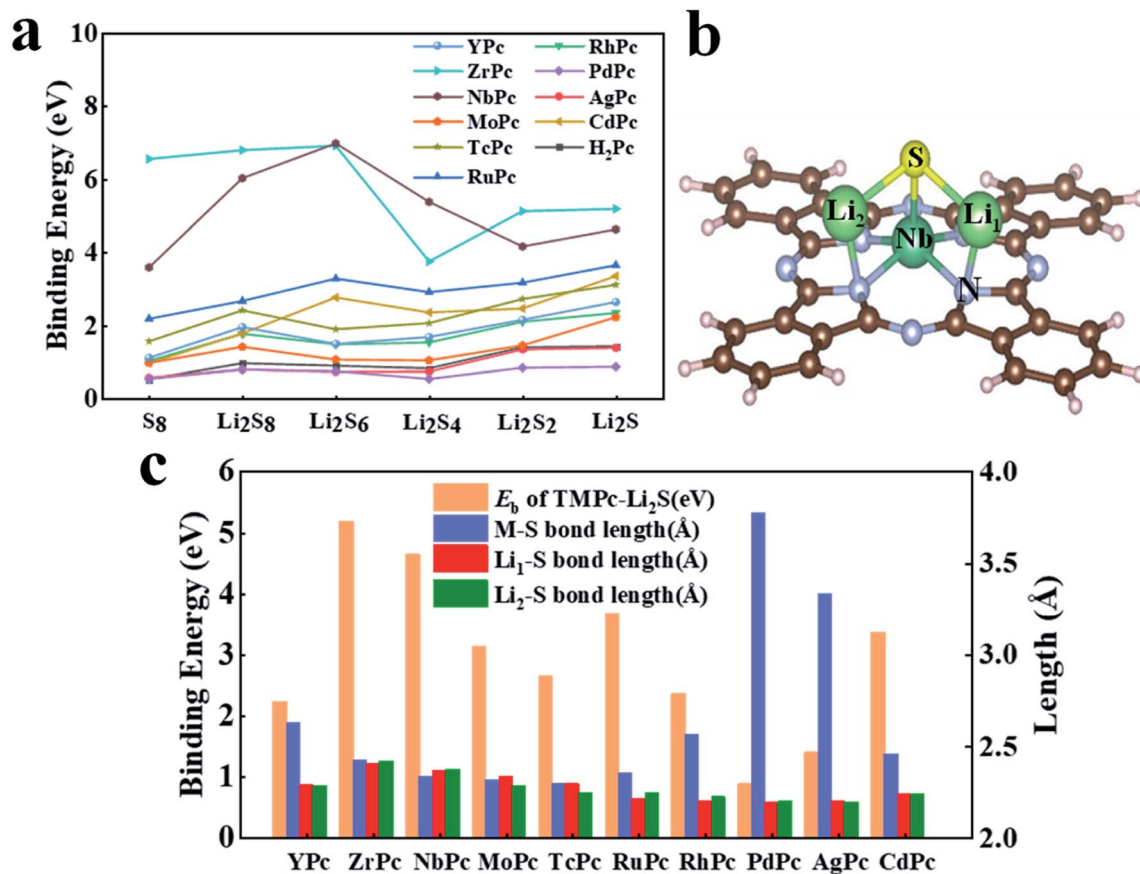 a
10
8
6
4
2
0
Binding Energy (eV)
YPc
ZrPc
NbPc
MoPc
TcPc
RuPc
RhPc
PdPc
AgPc
CdPc
H₂Pc
S₈ Li₂S₈ Li₂S₆ Li₂S₄ Li₂S₂ Li₂S
b
S
Li₂ Li₁
Nb
N
c
6
5
4
3
2
1
0
Binding Energy (eV)
E_b of TMPc-Li₂S(eV)
M-S bond length(Å)
Li₁-S bond length(Å)
Li₂-S bond length(Å)
4.0
3.5
3.0
2.5
2.0
Length (Å)
YPc ZrPc NbPc MoPc TcPc RuPc RhPc PdPc AgPc CdPc